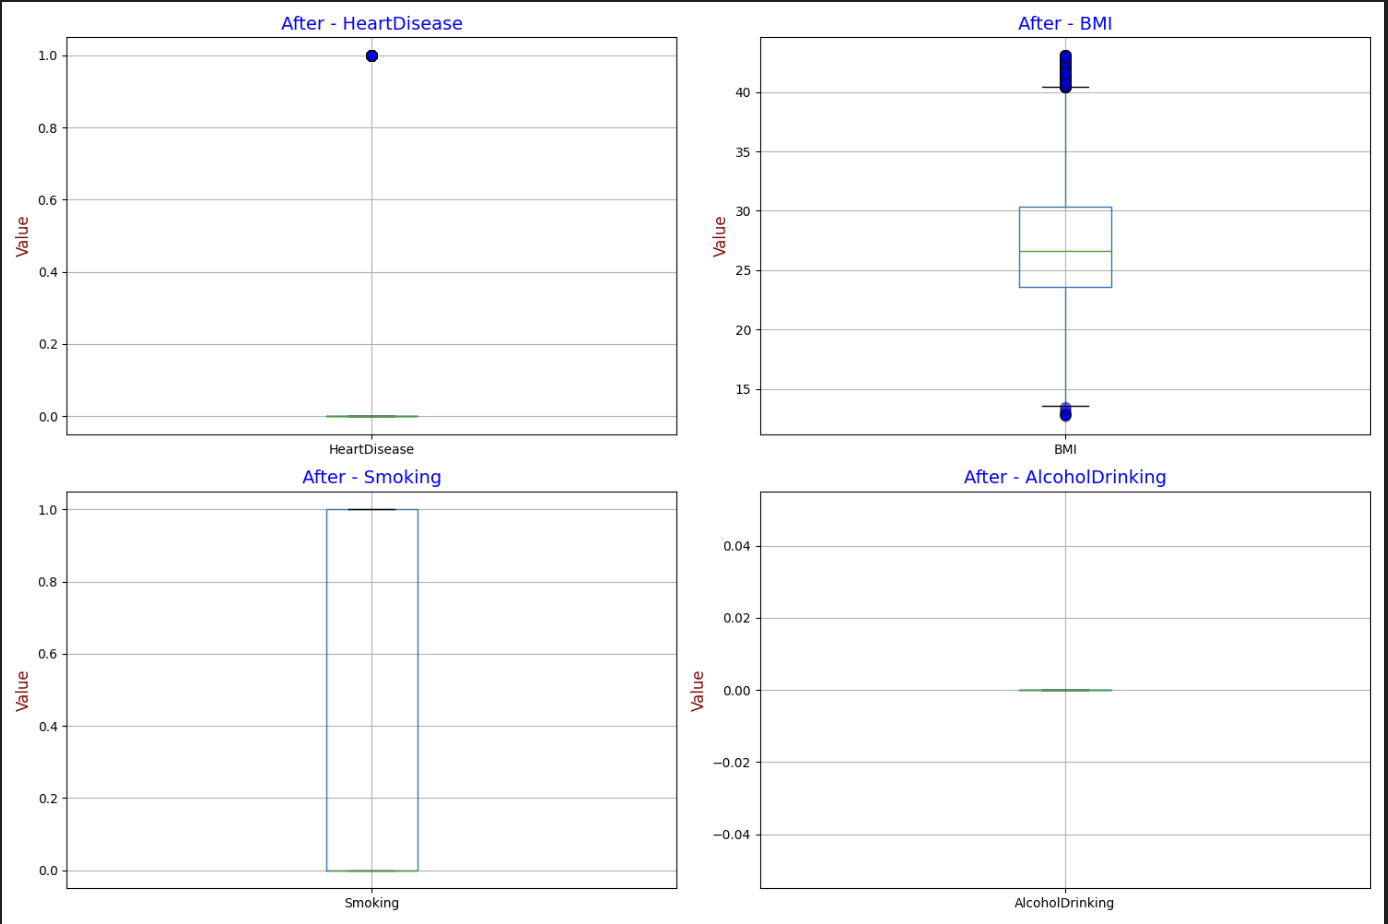 After - HeartDisease
1.0
0.8
0.6
0.4
0.2
0.0
Value
HeartDisease
After - BMI
40
35
30
25
20
15
Value
BMI
After - Smoking
1.0
0.8
0.6
0.4
0.2
0.0
Value
Smoking
After - AlcoholDrinking
0.04
0.02
0.00
−0.02
−0.04
Value
AlcoholDrinking